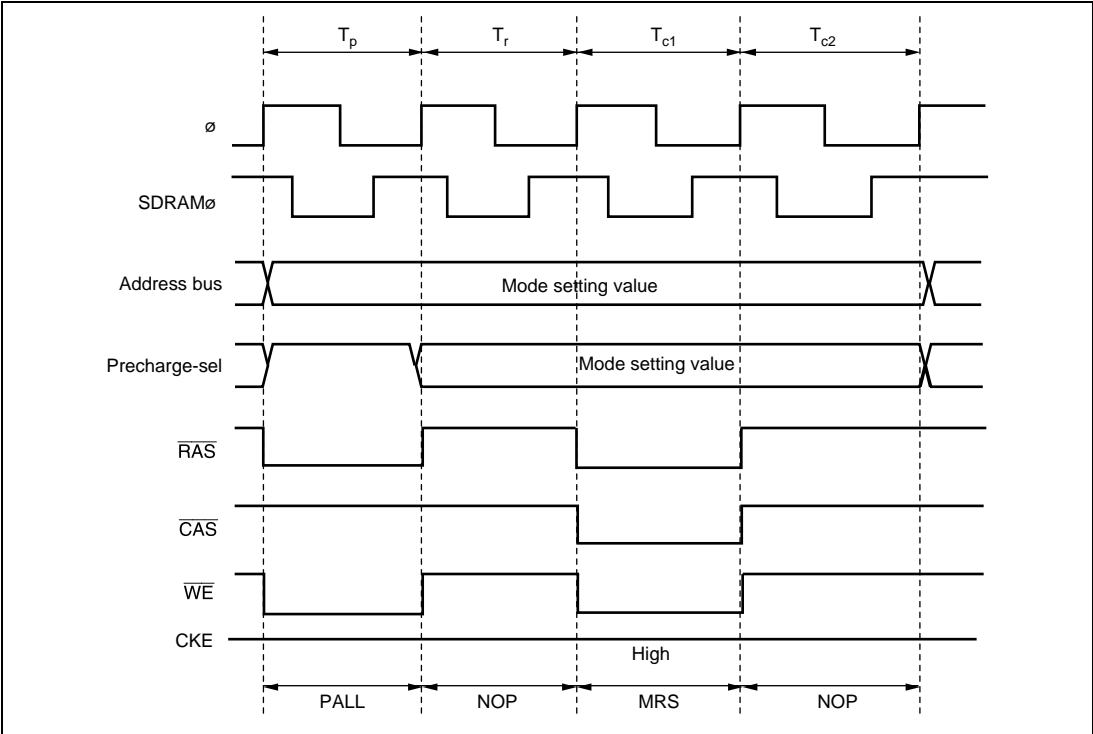 Tp Tr Tc1 Tc2
ø
SDRAMø
Address bus Mode setting value
Precharge-sel Mode setting value
RAS
CAS
WE
CKE
High
PALL NOP MRS NOP